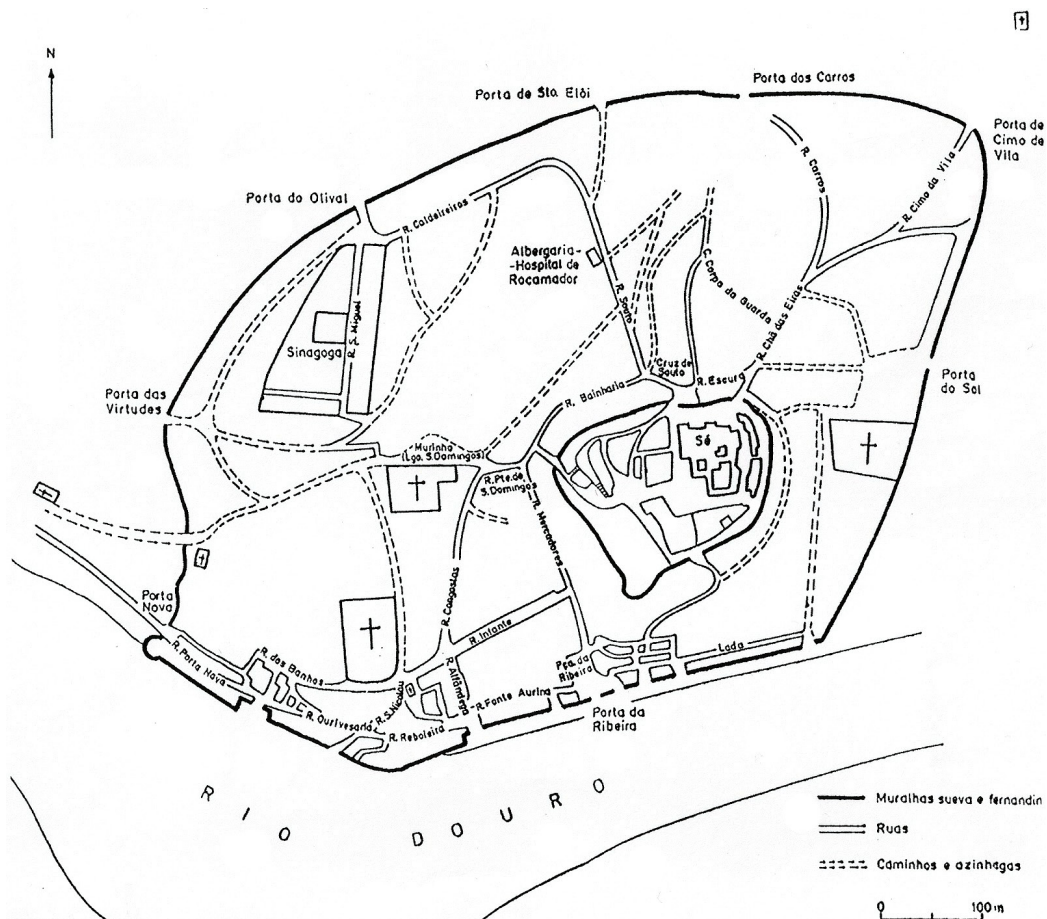 N
Porta dos Carros
Porta de Sto. Elói
Porta de
Cimo de
Vila
R. Carros
R. Cimo da Vila
Porta do Olival
R. Caldeireiros
Albergaria-
-Hospital de
Rocamador
C. Corpo da Guarda
R. Souto
R. Chã das Eiras
R. S. Miguel
Sinagoga
Cruz do
Souto
R. Escura
Porta
do Sol
Porta das
Virtudes
R. Bainharia
Sé
Murinho
(Lgo. S. Domingos)
R. Pte. de
S. Domingos
R. Mercadores
R. Congostas
Porta
Nova
R. Infante
Lada
R. Porta Nova
R. dos Banhos
R. Alfândega
Pça. da
Ribeira
R. S. Nicolau
R. Fonte Aurina
R. Ourivesaria
R. Reboleira
Porta da
Ribeira
RIO DOURO
Muralhas sueva e fernandin
Ruas
Caminhos e azinhagas
0 100m